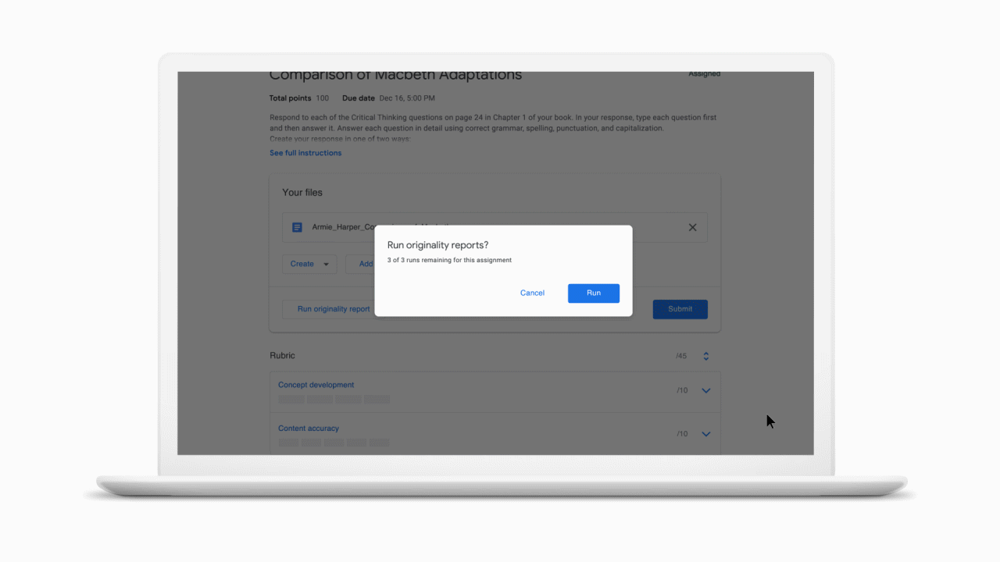 Comparison of Macbeth Adaptations
Assigned
Total points 100 Due date Dec 16, 5:00 PM
Respond to each of the Critical Thinking questions on page 24 in Chapter 1 of your book. In your response, type each question first
and then answer it. Answer each question in detail using correct grammar, spelling, punctuation, and capitalization.
Create your response in one of two ways:
See full instructions
Your files
Armie_Harper_Co
Run originality reports?
3 of 3 runs remaining for this assignment
Create
Add
Cancel
Run
Run originality report
Submit
Rubric
/45
Concept development
/10
Content accuracy
/10